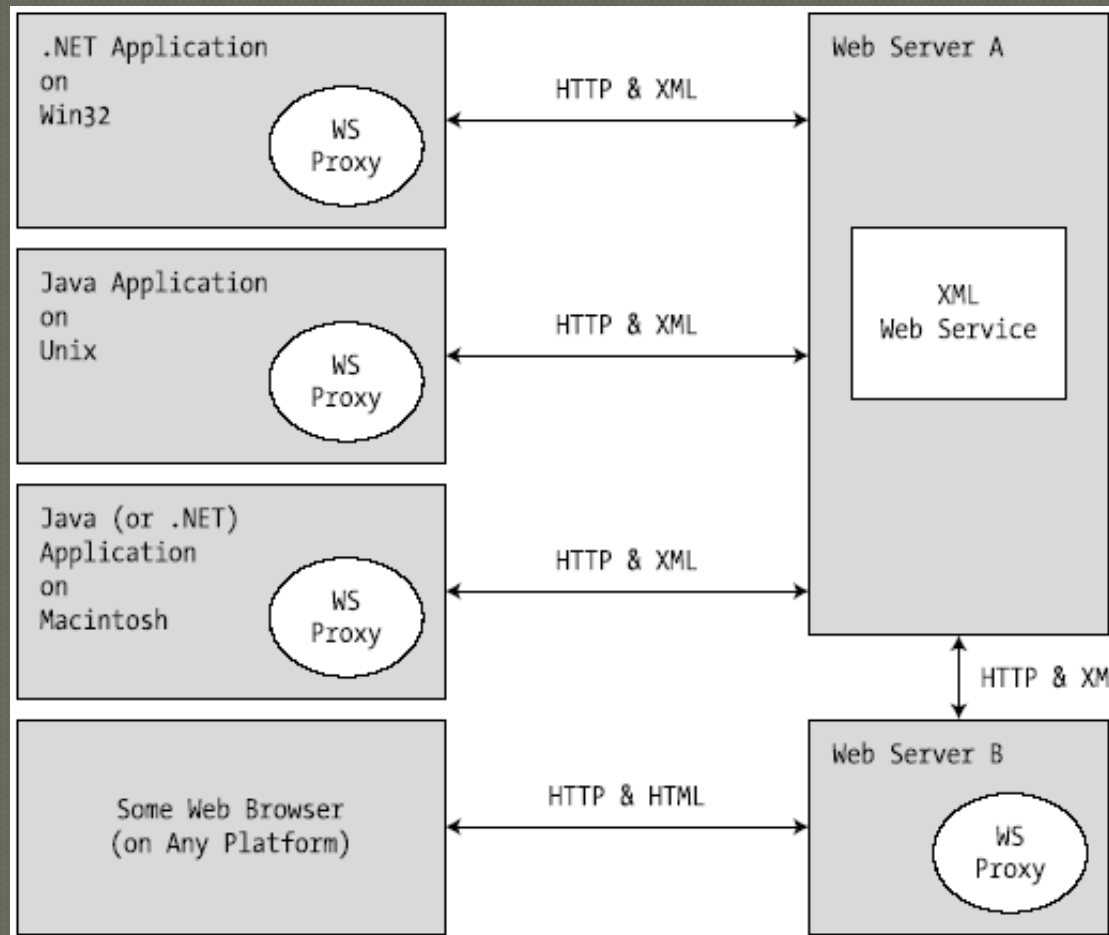 .NET Application
on
Win32
WS
Proxy
HTTP & XML
Web Server A
XML
Web Service
Java Application
on
Unix
WS
Proxy
HTTP & XML
Java (or .NET)
Application
on
Macintosh
WS
Proxy
HTTP & XML
HTTP & XM
Some Web Browser
(on Any Platform)
HTTP & HTML
Web Server B
WS
Proxy